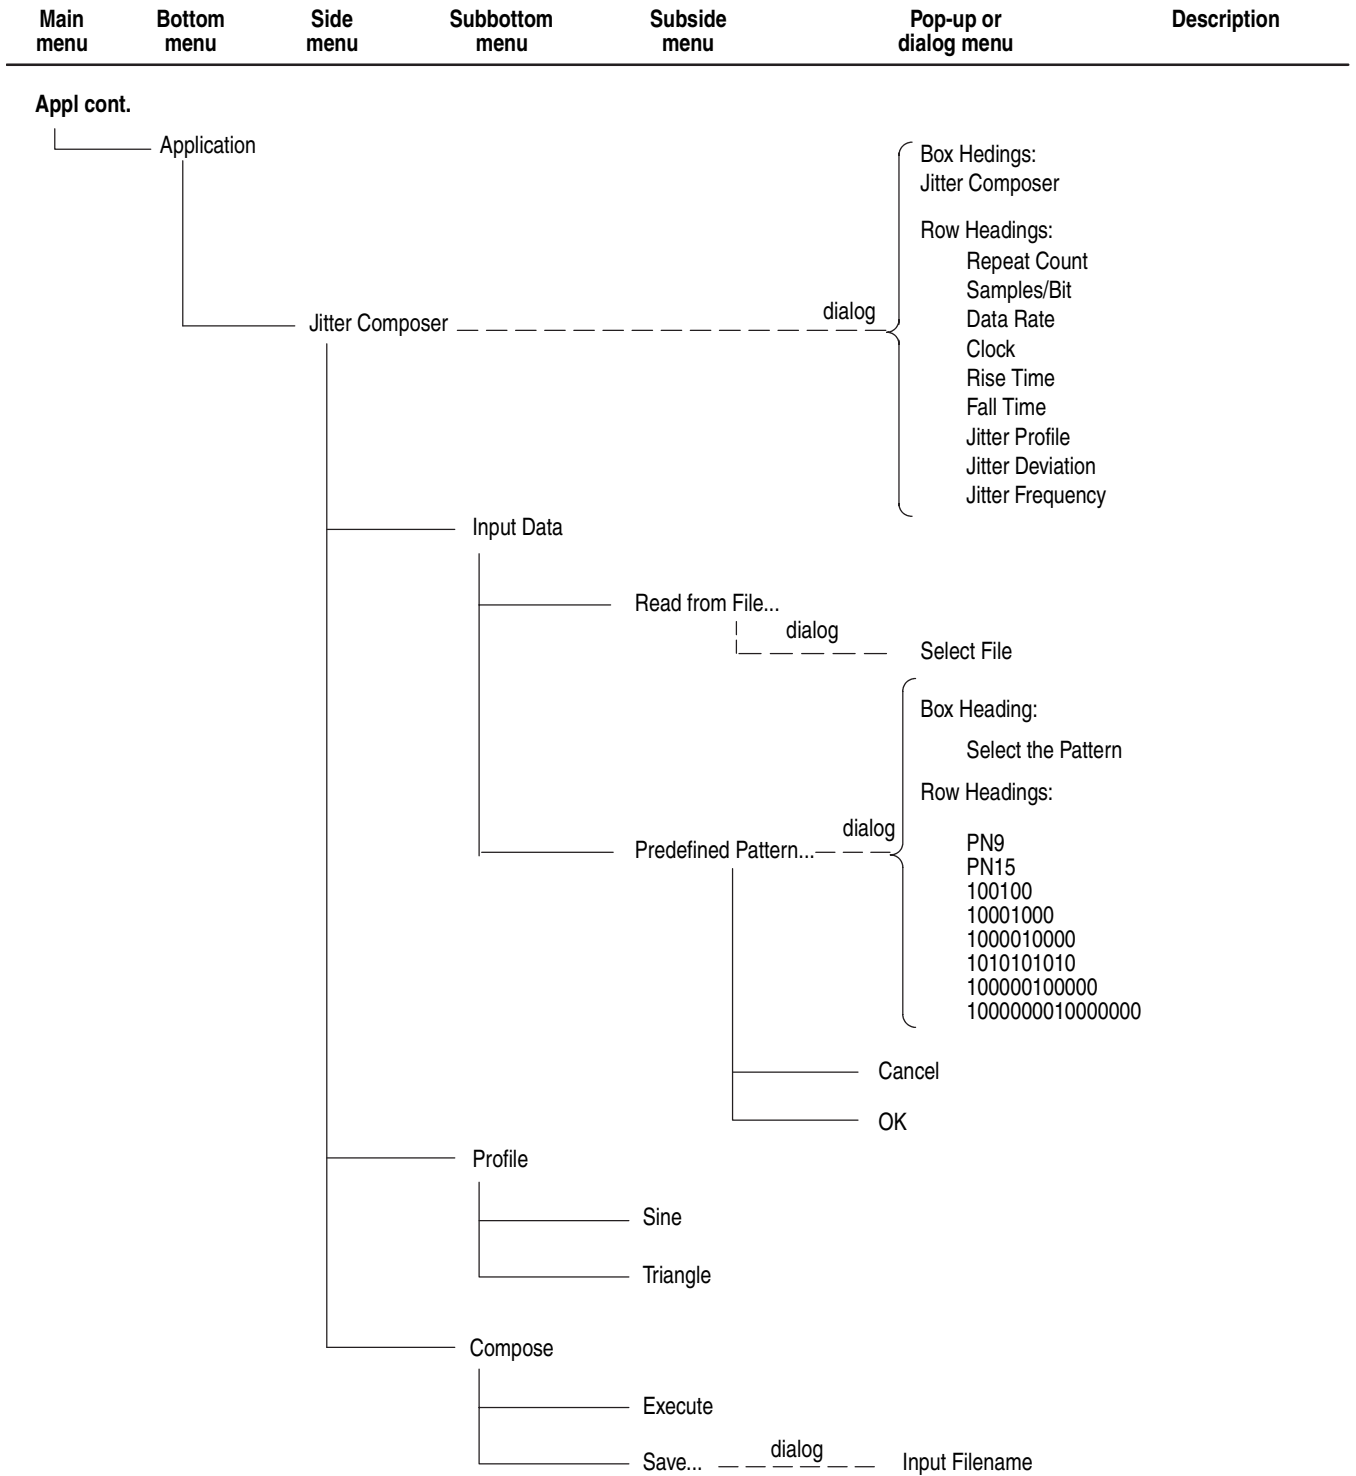 Main menu
Bottom menu
Side menu
Subbottom menu
Subside menu
Pop-up or dialog menu
Description
Appl cont.
Application
Box Hedings:
Jitter Composer
Row Headings:
Repeat Count
Samples/Bit
Data Rate
Clock
Rise Time
Fall Time
Jitter Profile
Jitter Deviation
Jitter Frequency
Jitter Composer
dialog
Input Data
Read from File...
dialog
Select File
Box Heading:
Select the Pattern
Row Headings:
PN9
PN15
100100
10001000
1000010000
1010101010
100000100000
1000000010000000
Predefined Pattern...
dialog
Cancel
OK
Profile
Sine
Triangle
Compose
Execute
Save...
dialog
Input Filename